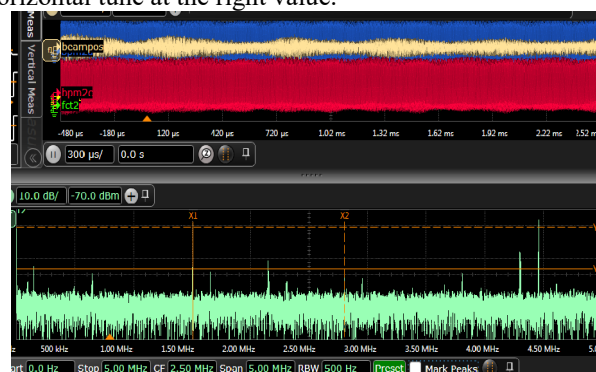 orizontal tune at the right value.
Meas
Vertical Meas
bcampos
hpm2c
fct2
-480 µs -180 µs 120 µs 420 µs 720 µs 1.02 ms 1.32 ms 1.62 ms 1.92 ms 2.22 ms 2.52 m
300 µs/ 0.0 s
10.0 dB/ -70.0 dBm
X1 X2
z 500 kHz 1.00 MHz 1.50 MHz 2.00 MHz 2.50 MHz 3.00 MHz 3.50 MHz 4.00 MHz 4.50 MHz 5.0
art 0.0 Hz Stop 5.00 MHz CF 2.50 MHz Span 5.00 MHz RBW 500 Hz Preset Mark Peaks